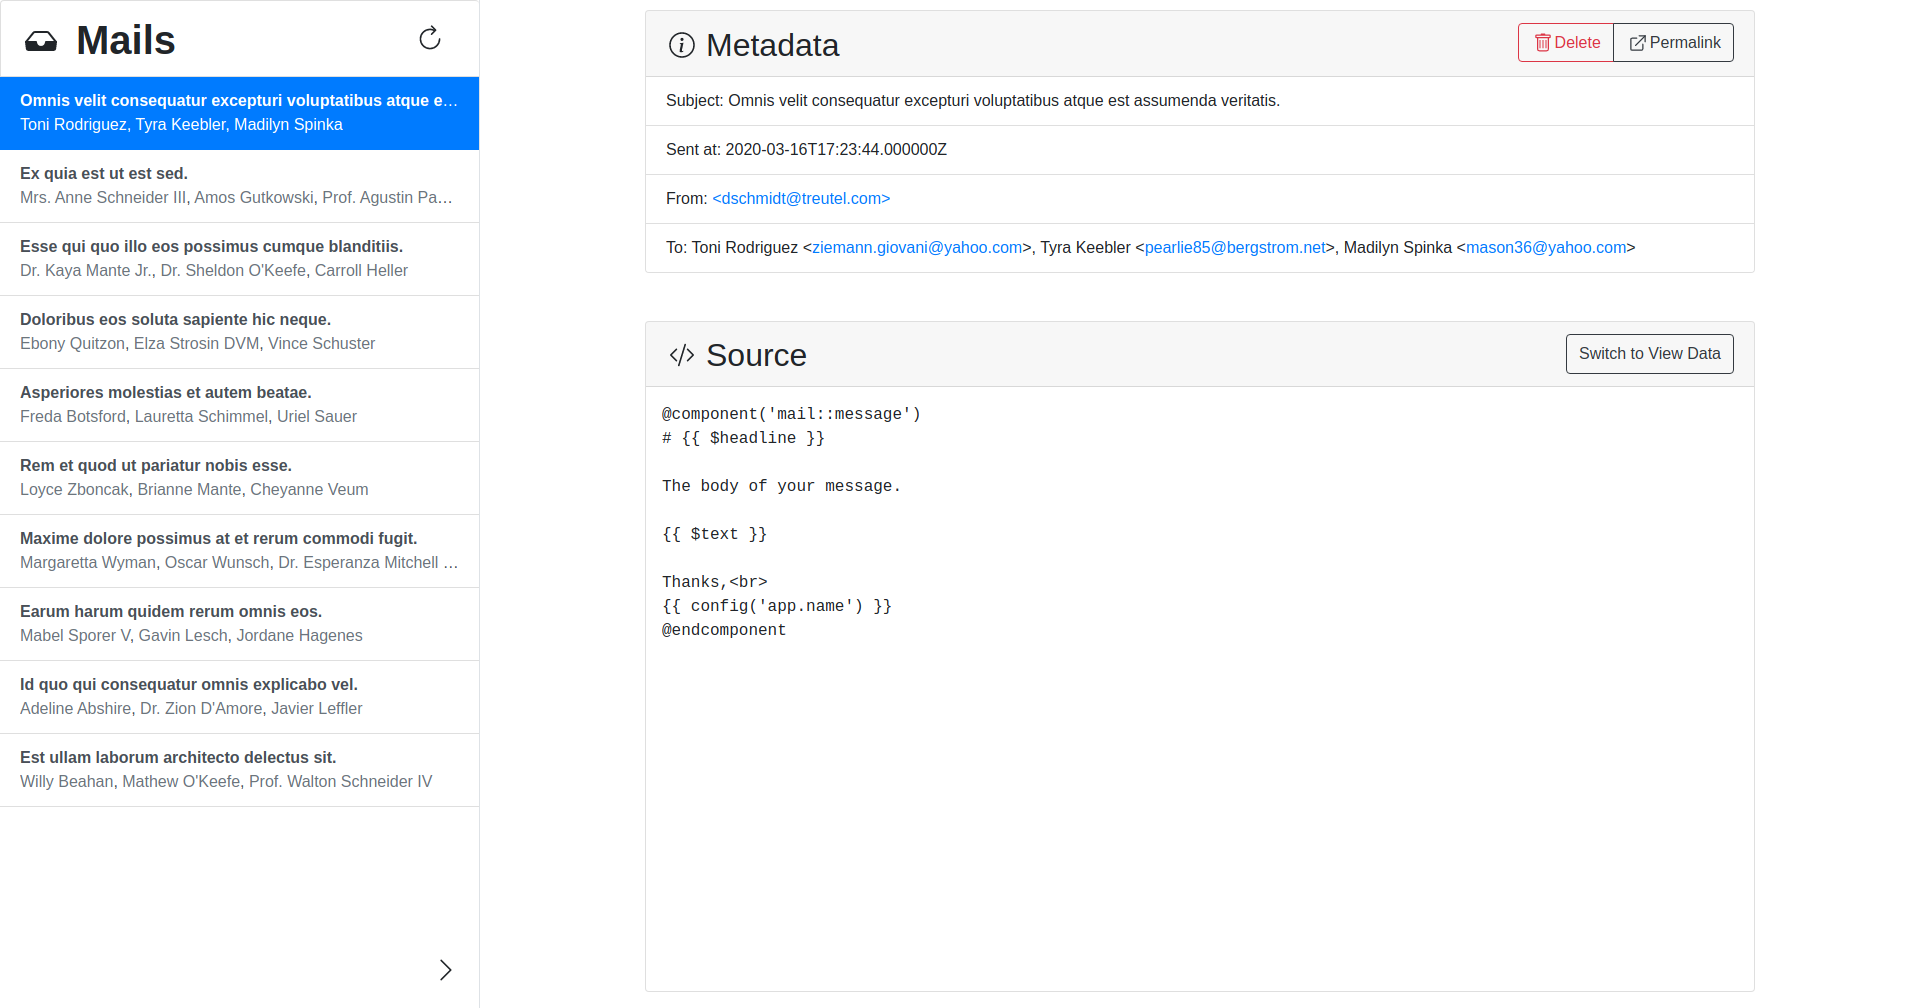 Mails
Omnis velit consequatur excepturi voluptatibus atque e…
Toni Rodriguez, Tyra Keebler, Madilyn Spinka
Ex quia est ut est sed.
Mrs. Anne Schneider III, Amos Gutkowski, Prof. Agustin Pa…
Esse qui quo illo eos possimus cumque blanditiis.
Dr. Kaya Mante Jr., Dr. Sheldon O'Keefe, Carroll Heller
Doloribus eos soluta sapiente hic neque.
Ebony Quitzon, Elza Strosin DVM, Vince Schuster
Asperiores molestias et autem beatae.
Freda Botsford, Lauretta Schimmel, Uriel Sauer
Rem et quod ut pariatur nobis esse.
Loyce Zboncak, Brianne Mante, Cheyanne Veum
Maxime dolore possimus at et rerum commodi fugit.
Margaretta Wyman, Oscar Wunsch, Dr. Esperanza Mitchell …
Earum harum quidem rerum omnis eos.
Mabel Sporer V, Gavin Lesch, Jordane Hagenes
Id quo qui consequatur omnis explicabo vel.
Adeline Abshire, Dr. Zion D'Amore, Javier Leffler
Est ullam laborum architecto delectus sit.
Willy Beahan, Mathew O'Keefe, Prof. Walton Schneider IV
Metadata
Delete
Permalink
Subject: Omnis velit consequatur excepturi voluptatibus atque est assumenda veritatis.
Sent at: 2020-03-16T17:23:44.000000Z
From: <dschmidt@treutel.com>
To: Toni Rodriguez <ziemann.giovani@yahoo.com>, Tyra Keebler <pearlie85@bergstrom.net>, Madilyn Spinka <mason36@yahoo.com>
Source
Switch to View Data
@component('mail::message')
# {{ $headline }}
The body of your message.
{{ $text }}
Thanks,<br>
{{ config('app.name') }}
@endcomponent